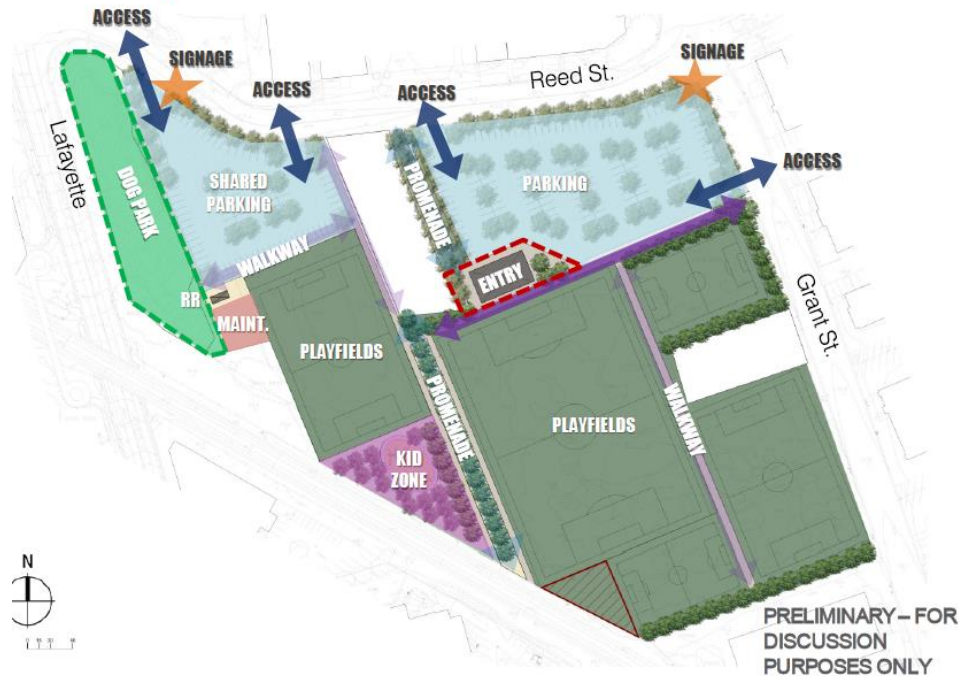 ACCESS
SIGNAGE
ACCESS
ACCESS
Reed St.
SIGNAGE
ACCESS
Lafayette
DOG PARK
SHARED
PARKING
PROMENADE
PARKING
WALKWAY
ENTRY
RR
MAINT.
PLAYFIELDS
Grant St.
PROMENADE
PLAYFIELDS
WALKWAY
KID
ZONE
N
PRELIMINARY – FOR
DISCUSSION
PURPOSES ONLY